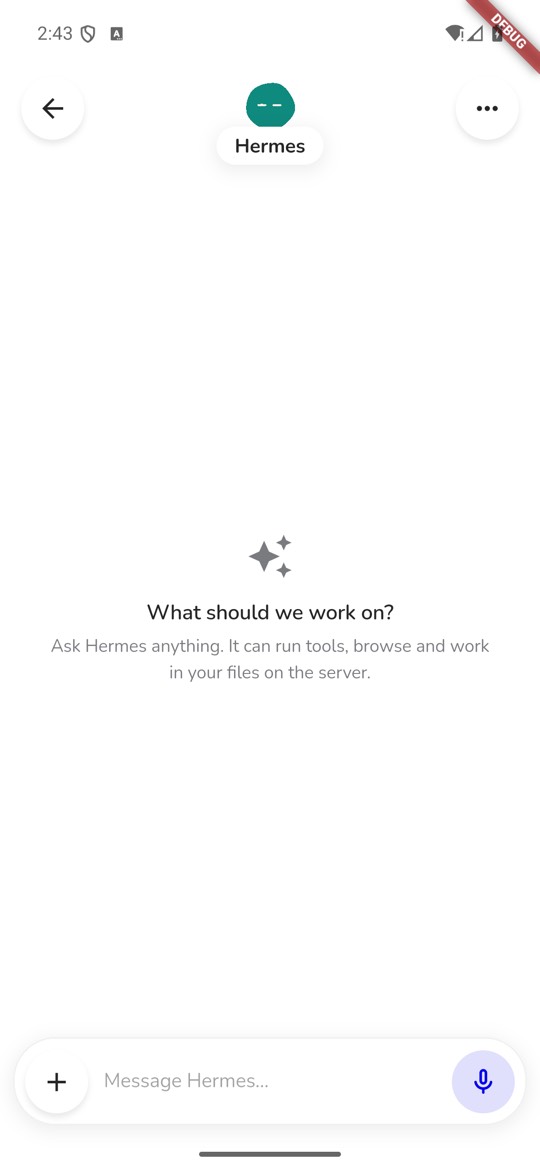 2:43
DEBUG
Hermes
What should we work on?
Ask Hermes anything. It can run tools, browse and work
in your files on the server.
Message Hermes...